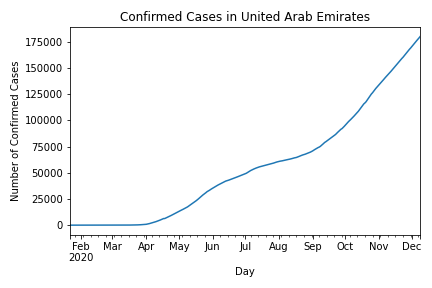 Confirmed Cases in United Arab Emirates
Number of Confirmed Cases
175000
150000
125000
100000
75000
50000
25000
0
Feb Mar Apr May Jun Jul Aug Sep Oct Nov Dec
2020
Day